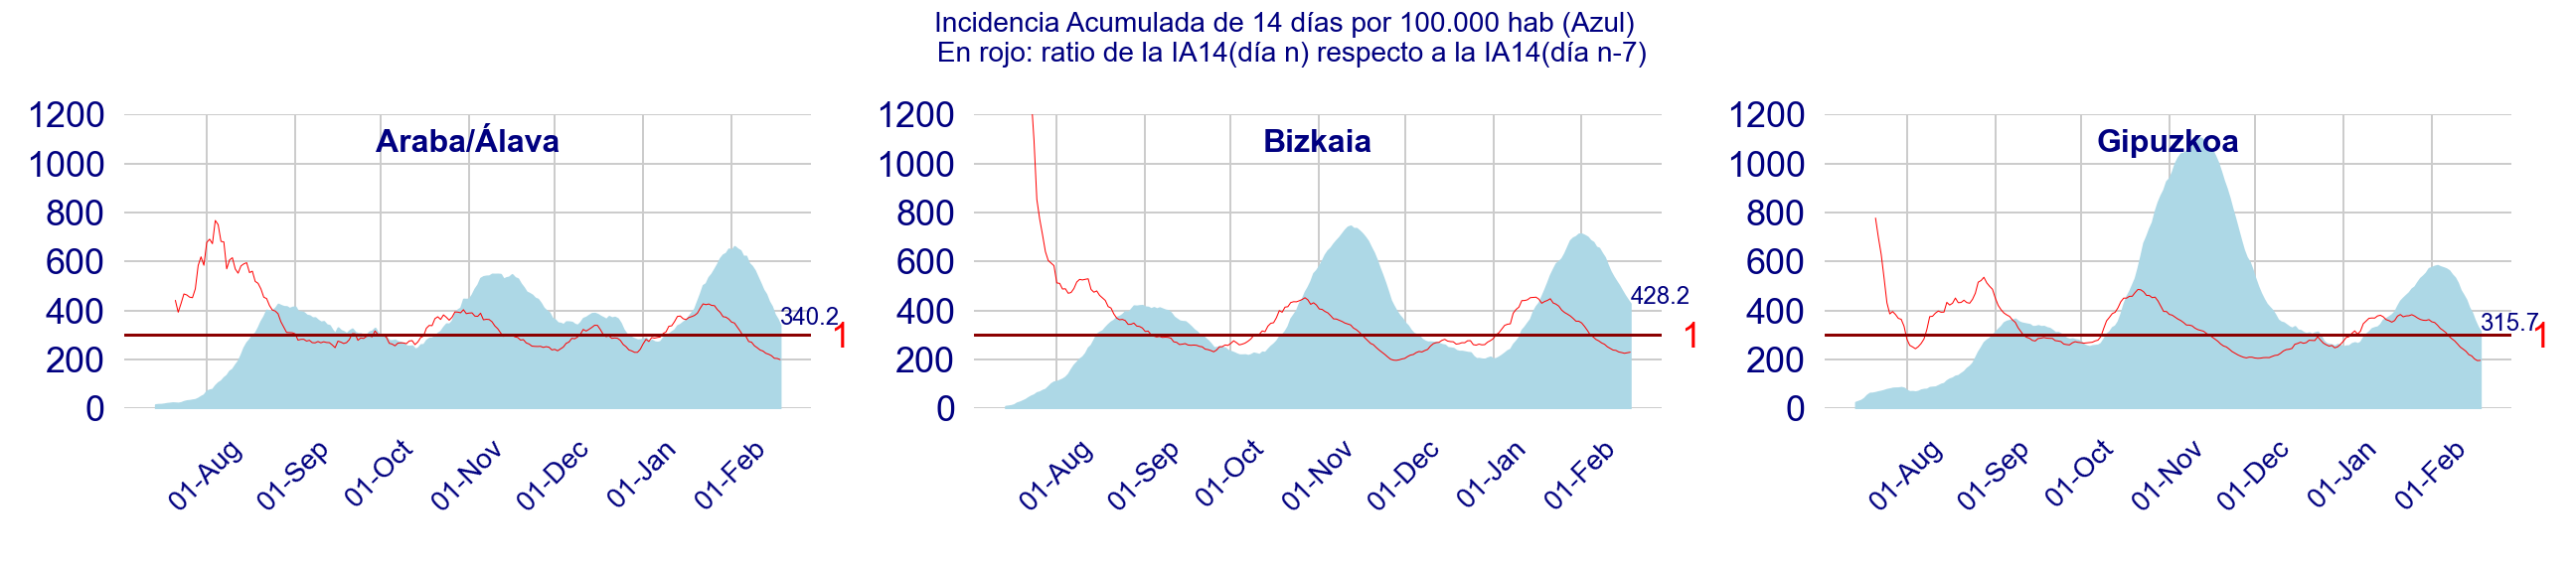 Incidencia Acumulada de 14 días por 100.000 hab (Azul)
En rojo: ratio de la IA14(día n) respecto a la IA14(día n-7)
Araba/Álava
1200
1000
800
600
400
200
0
340.2
1
01-Aug
01-Sep
01-Oct
01-Nov
01-Dec
01-Jan
01-Feb
Bizkaia
1200
1000
800
600
400
200
0
428.2
1
01-Aug
01-Sep
01-Oct
01-Nov
01-Dec
01-Jan
01-Feb
Gipuzkoa
1200
1000
800
600
400
200
0
315.7
1
01-Aug
01-Sep
01-Oct
01-Nov
01-Dec
01-Jan
01-Feb